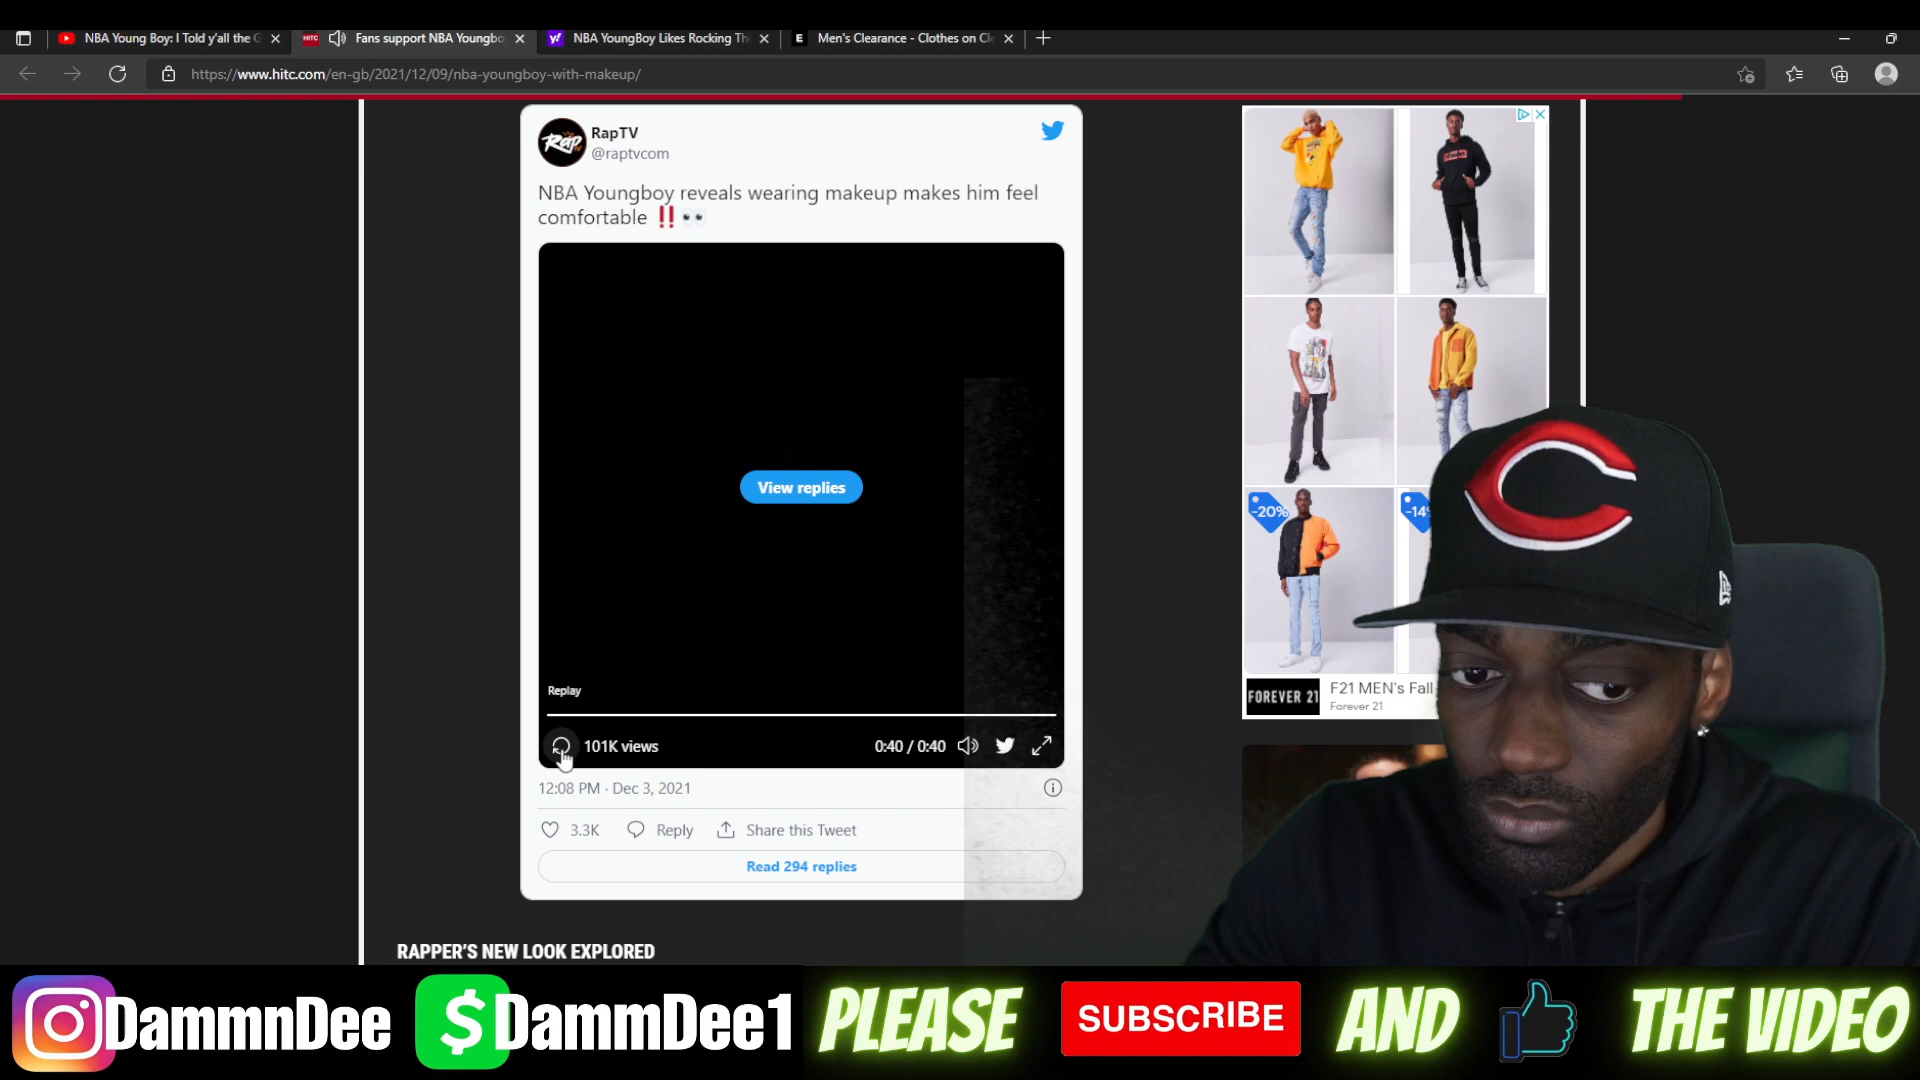 NBA Young Boy: I Told y'all the G
HITC
Fans support NBA Youngbo
NBA YoungBoy Likes Rocking Th
E
Men's Clearance - Clothes on Cl
https://www.hitc.com/en-gb/2021/12/09/nba-youngboy-with-makeup/
Rap
RapTV
@raptvcom
NBA Youngboy reveals wearing makeup makes him feel
comfortable ‼️ 👀
View replies
Replay
101K views
0:40 / 0:40
12:08 PM · Dec 3, 2021
3.3K
Reply
Share this Tweet
Read 294 replies
RAPPER'S NEW LOOK EXPLORED
-20%
-14
FOREVER 21
F21 MEN's Fall
Forever 21
DammnDee
$DammDee1
PLEASE
SUBSCRIBE
AND
THE VIDEO